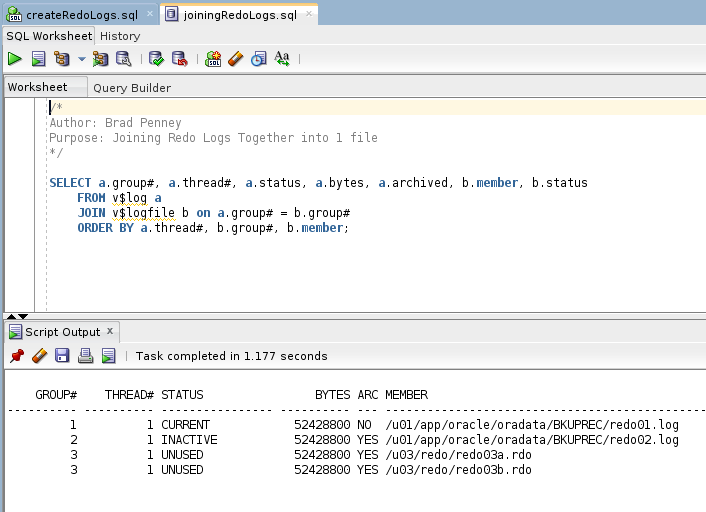 createRedoLogs.sql × joiningRedoLogs.sql ×
SQL Worksheet History
Worksheet Query Builder
/*
Author: Brad Penney
Purpose: Joining Redo Logs Together into 1 file
*/
SELECT a.group#, a.thread#, a.status, a.bytes, a.archived, b.member, b.status
FROM v$log a
JOIN v$logfile b on a.group# = b.group#
ORDER BY a.thread#, b.group#, b.member;
Script Output ×
Task completed in 1.177 seconds
GROUP# THREAD# STATUS BYTES ARC MEMBER
---------- ---------- ---------------- ---------- --- ----------------------------------------------
1 1 CURRENT 52428800 NO /u01/app/oracle/oradata/BKUPREC/redo01.log
2 1 INACTIVE 52428800 YES /u01/app/oracle/oradata/BKUPREC/redo02.log
3 1 UNUSED 52428800 YES /u03/redo/redo03a.rdo
3 1 UNUSED 52428800 YES /u03/redo/redo03b.rdo